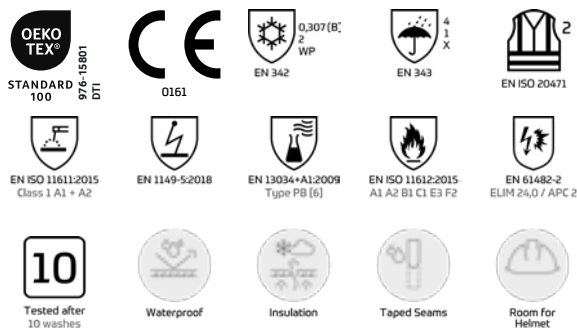 OEKO
TEX®
STANDARD
100
976-15801
DTI
CE
0161
0,307(B)
2
WP
EN 342
4
1
X
EN 343
2
EN ISO 20471
EN ISO 11611:2015
Class 1 A1 + A2
EN 1149-5:2018
EN 13034+A1:2009
Type PB [6]
EN ISO 11612:2015
A1 A2 B1 C1 E3 F2
EN 61482-2
ELIM 24,0 / APC 2
10
Tested after
10 washes
Waterproof
Insulation
Taped Seams
Room for
Helmet